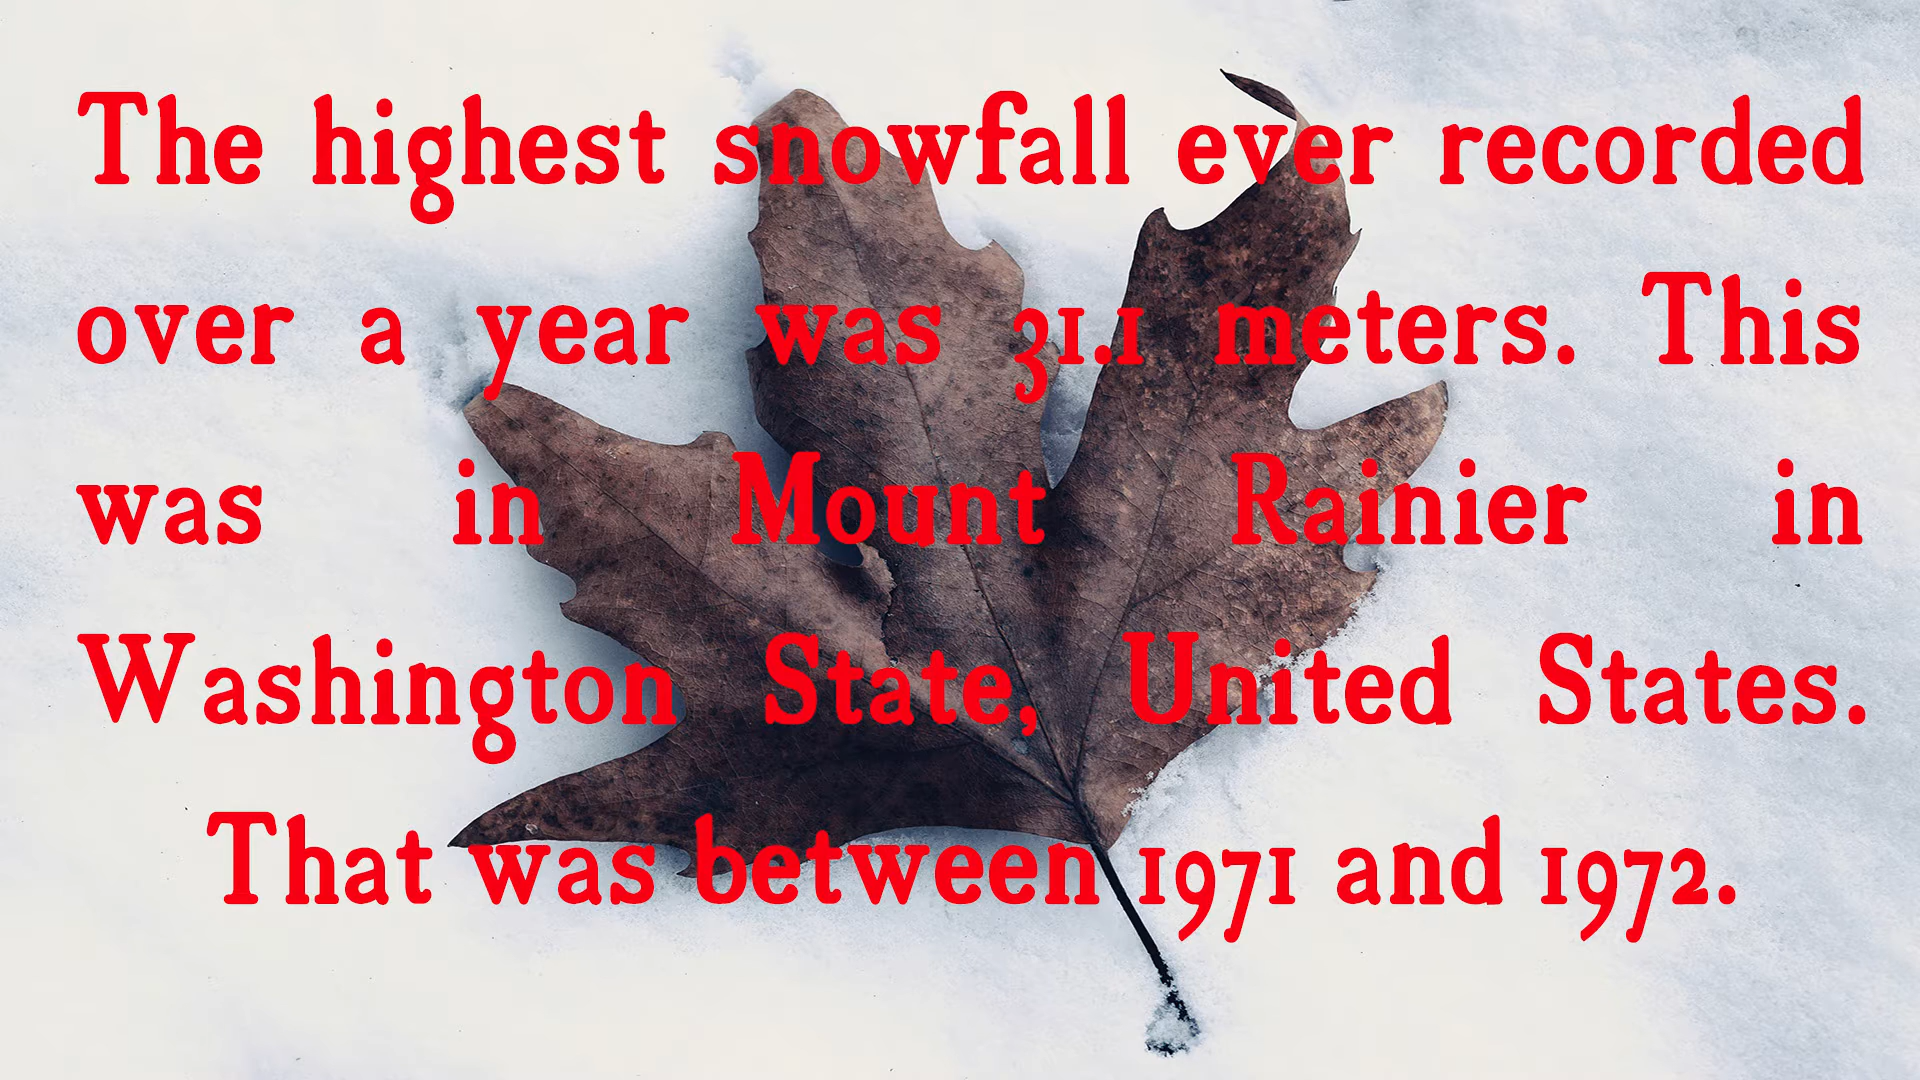 The highest snowfall ever recorded
over a year was 31.1 meters. This
was in Mount Rainier in
Washington State, United States.
That was between 1971 and 1972.